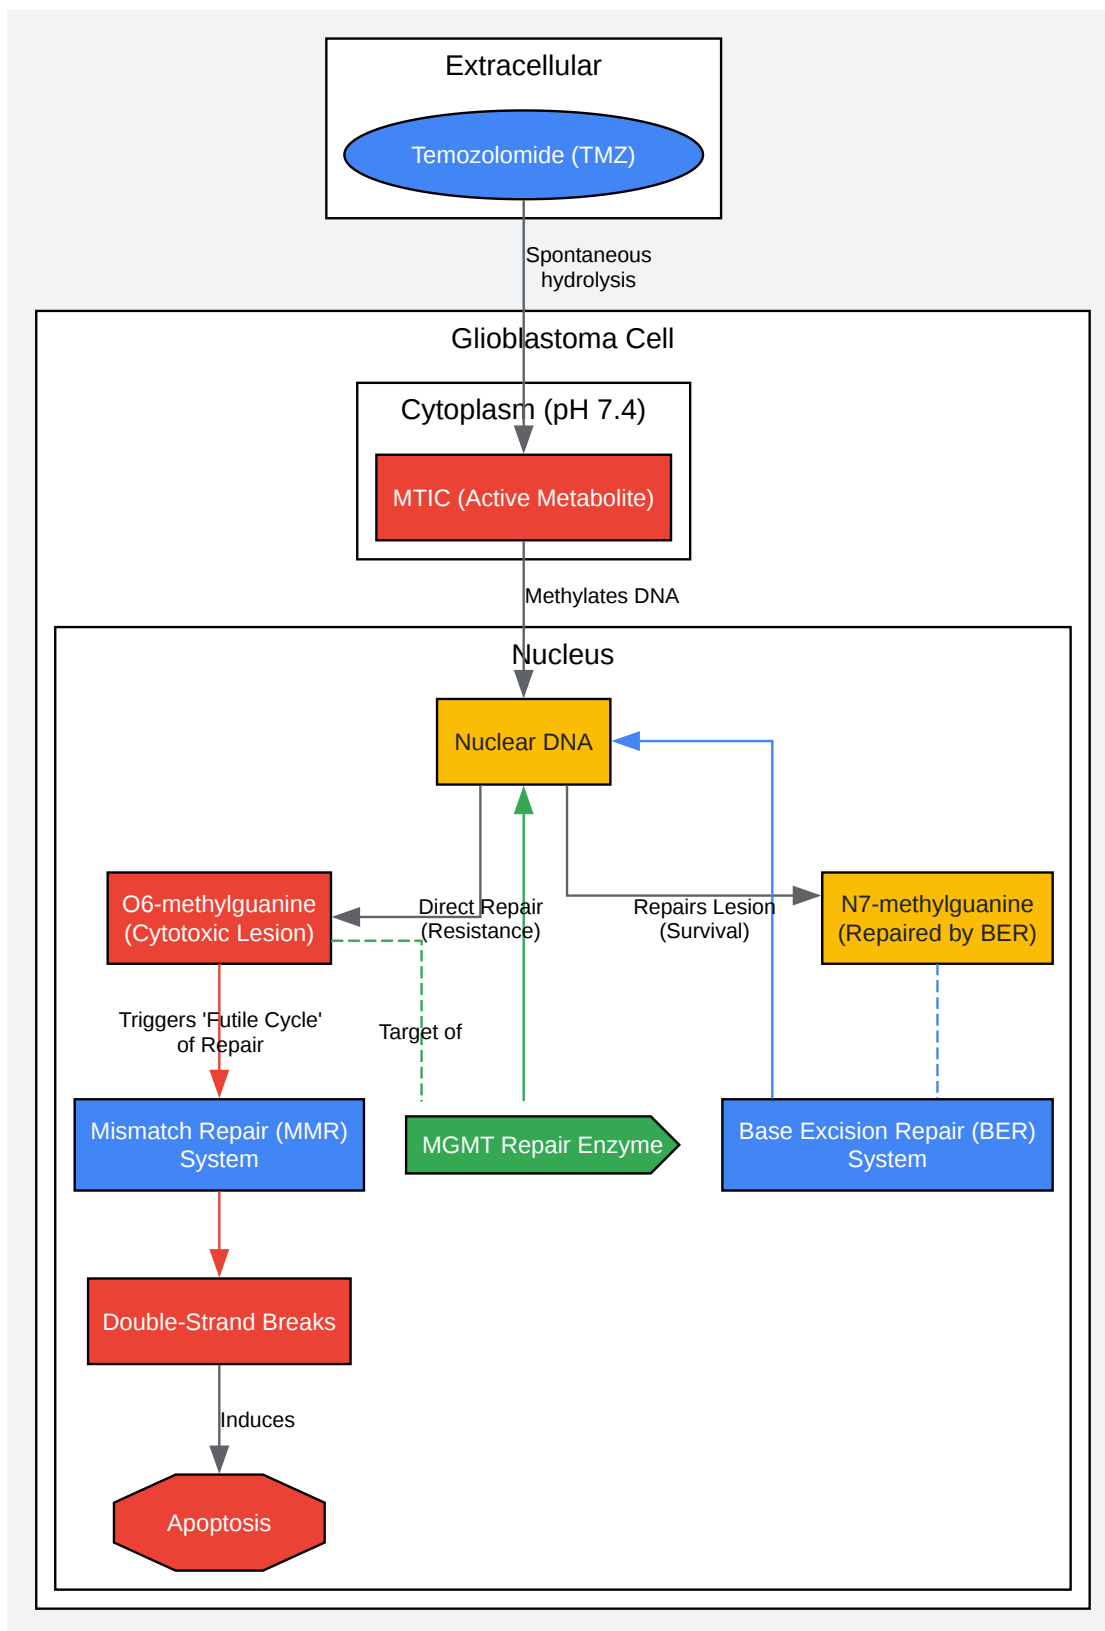 Extracellular
Temozolomide (TMZ)
Spontaneous
hydrolysis
Glioblastoma Cell
Cytoplasm (pH 7.4)
MTIC (Active Metabolite)
Methylates DNA
Nucleus
Nuclear DNA
O6-methylguanine
(Cytotoxic Lesion)
Direct Repair
(Resistance)
Repairs Lesion
(Survival)
N7-methylguanine
(Repaired by BER)
Triggers 'Futile Cycle'
of Repair
Target of
Mismatch Repair (MMR)
System
MGMT Repair Enzyme
Base Excision Repair (BER)
System
Double-Strand Breaks
Induces
Apoptosis